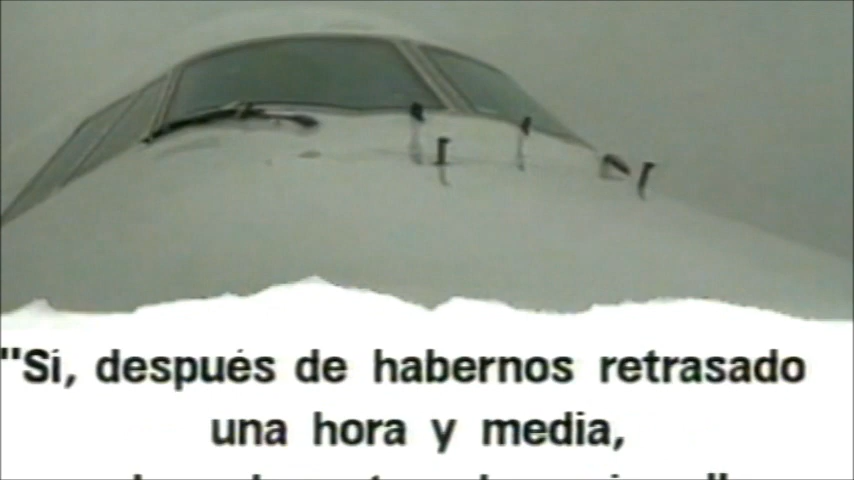 "Sí, después de habernos retrasado
una hora y media,